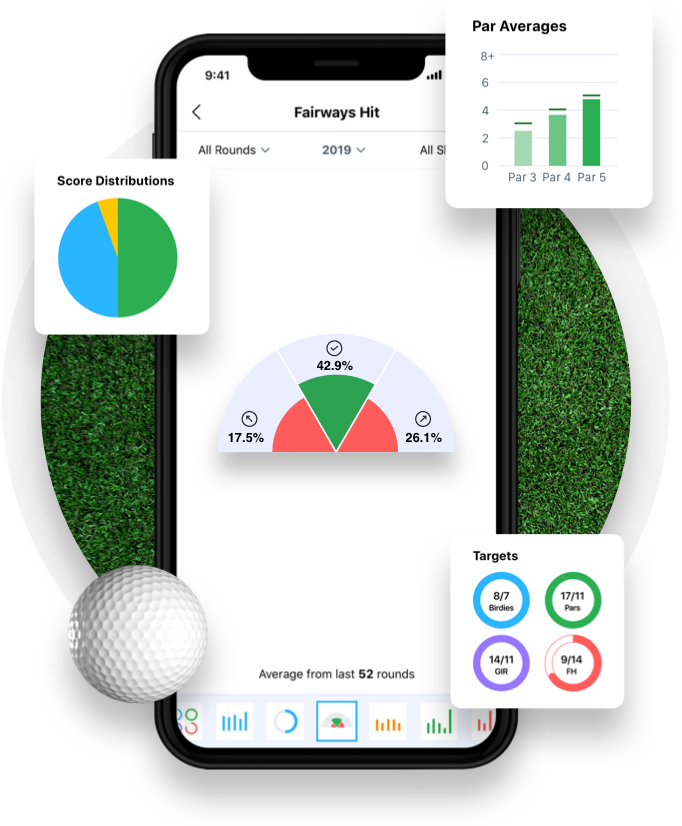 Par Averages
8+
6
4
2
0
Par 3 Par 4 Par 5
9:41
Fairways Hit
All Rounds 2019 All
Score Distributions
42.9%
17.5%
26.1%
Targets
8/7
Birdies
17/11
Pars
14/11
GIR
9/14
FH
Average from last 52 rounds